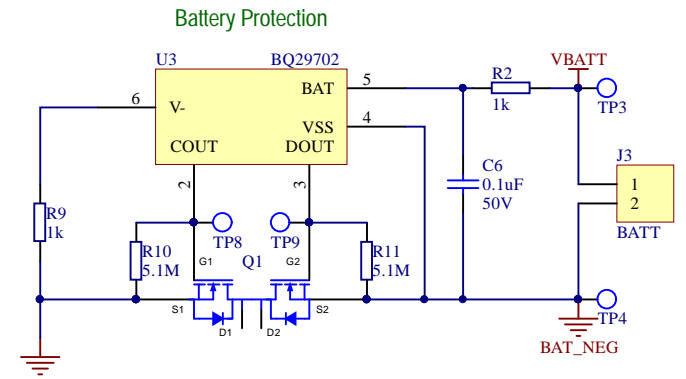 Battery Protection
U3
BQ29702
VBATT
BAT
5
R2
1k
TP3
6
V-
VSS
4
COUT
DOUT
2
3
J3
1
2
BATT
C6
0.1uF
50V
R9
1k
TP8
TP9
R10
5.1M
G1
Q1
G2
R11
5.1M
S1
D1
D2
S2
TP4
BAT_NEG